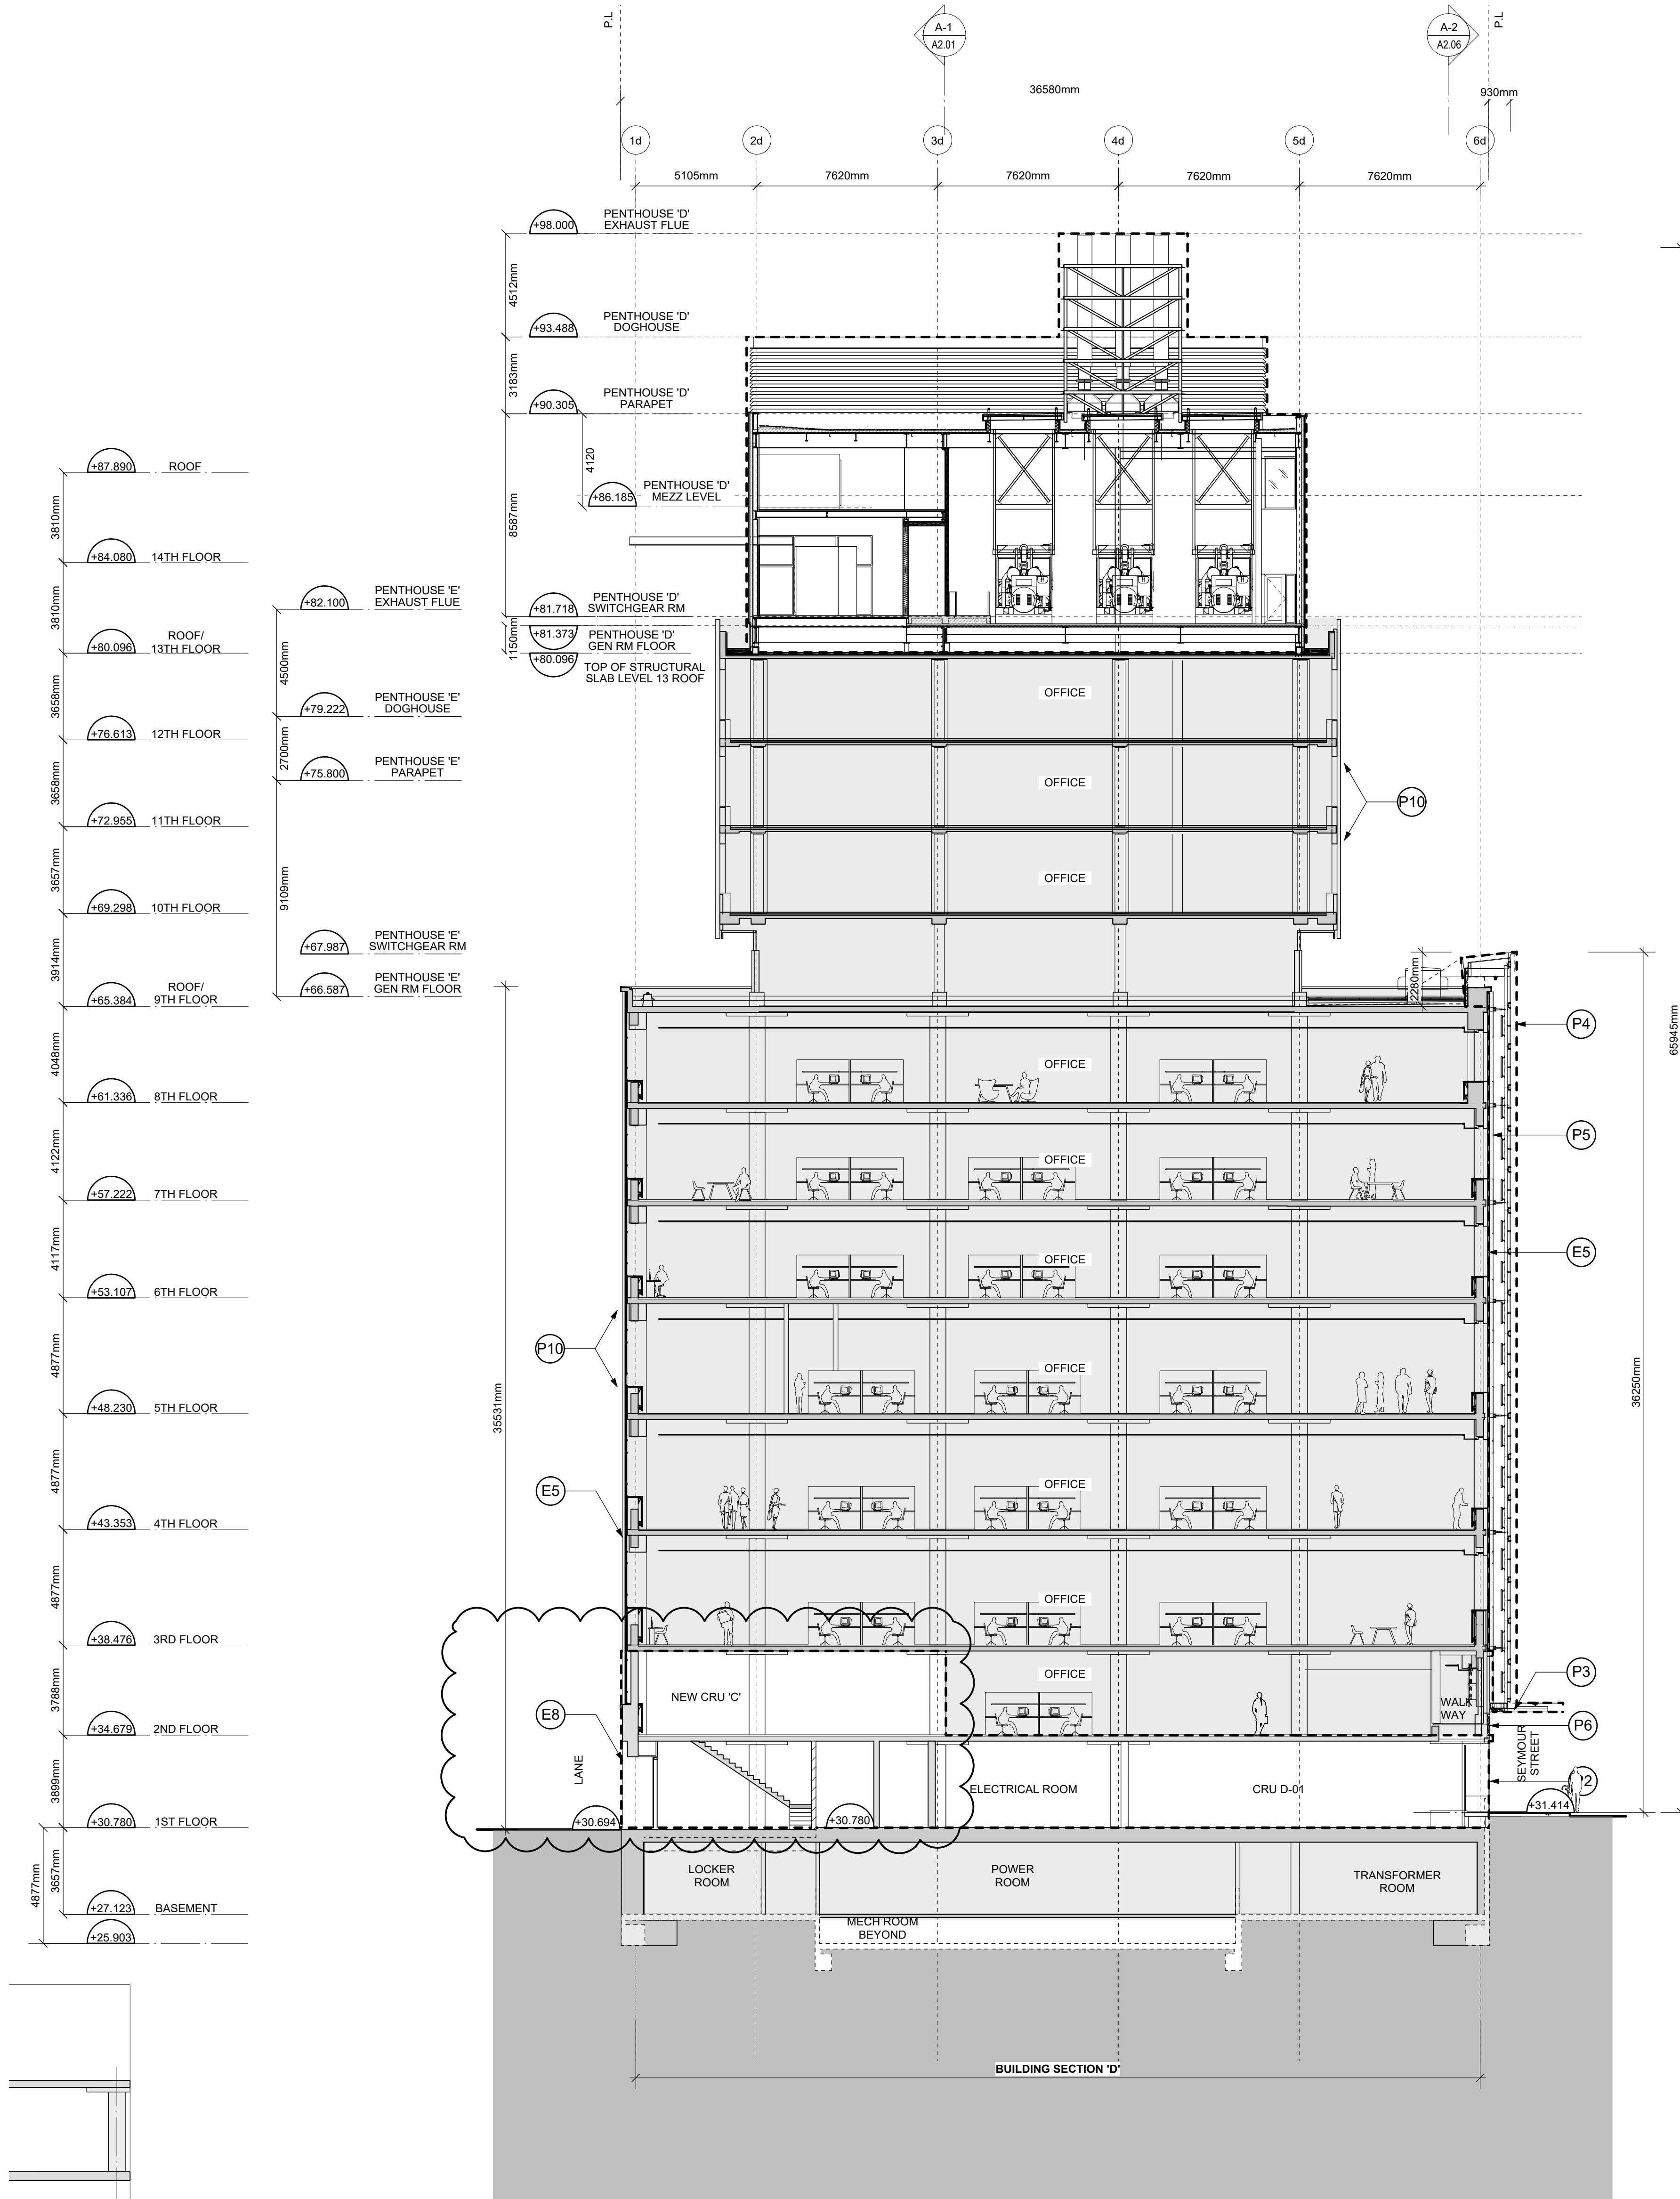 P.L
A-1
A2.01
A-2
A2.06
P.L
36580mm
930mm
1d
2d
3d
4d
5d
6d
5105mm
7620mm
7620mm
7620mm
7620mm
+98.000
PENTHOUSE 'D'
EXHAUST FLUE
4512mm
+93.488
PENTHOUSE 'D'
DOGHOUSE
3183mm
+90.305
PENTHOUSE 'D'
PARAPET
4120
8587mm
+86.185
PENTHOUSE 'D'
MEZZ LEVEL
+81.718
PENTHOUSE 'D'
SWITCHGEAR RM
+81.373
PENTHOUSE 'D'
GEN RM FLOOR
1150mm
+80.096
TOP OF STRUCTURAL
SLAB LEVEL 13 ROOF
+87.890
ROOF
3810mm
+84.080
14TH FLOOR
3810mm
+80.096
ROOF/
13TH FLOOR
3658mm
+76.613
12TH FLOOR
3658mm
+72.955
11TH FLOOR
3657mm
+69.298
10TH FLOOR
3914mm
+65.384
ROOF/
9TH FLOOR
4048mm
+61.336
8TH FLOOR
4122mm
+57.222
7TH FLOOR
4117mm
+53.107
6TH FLOOR
4877mm
+48.230
5TH FLOOR
4877mm
+43.353
4TH FLOOR
4877mm
+38.476
3RD FLOOR
3788mm
+34.679
2ND FLOOR
3899mm
+30.780
1ST FLOOR
3657mm
4877mm
+27.123
BASEMENT
+25.903
+82.100
PENTHOUSE 'E'
EXHAUST FLUE
4500mm
+79.222
PENTHOUSE 'E'
DOGHOUSE
2700mm
+75.800
PENTHOUSE 'E'
PARAPET
9109mm
+67.987
PENTHOUSE 'E'
SWITCHGEAR RM
+66.587
PENTHOUSE 'E'
GEN RM FLOOR
OFFICE
OFFICE
P10
OFFICE
2280mm
P4
65945mm
OFFICE
P5
OFFICE
E5
OFFICE
P10
OFFICE
36250mm
35531mm
E5
OFFICE
OFFICE
OFFICE
P3
NEW CRU 'C'
WALK
WAY
E8
P6
SEYMOUR
STREET
LANE
ELECTRICAL ROOM
CRU D-01
+30.694
+30.780
+31.414
LOCKER
ROOM
POWER
ROOM
TRANSFORMER
ROOM
MECH ROOM
BEYOND
BUILDING SECTION 'D'